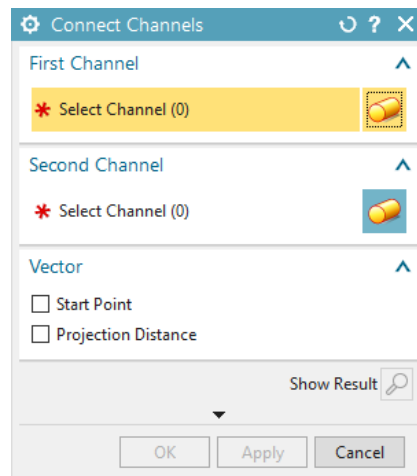 Connect Channels
First Channel
* Select Channel (0)
Second Channel
* Select Channel (0)
Vector
Start Point
Projection Distance
Show Result
OK Apply Cancel